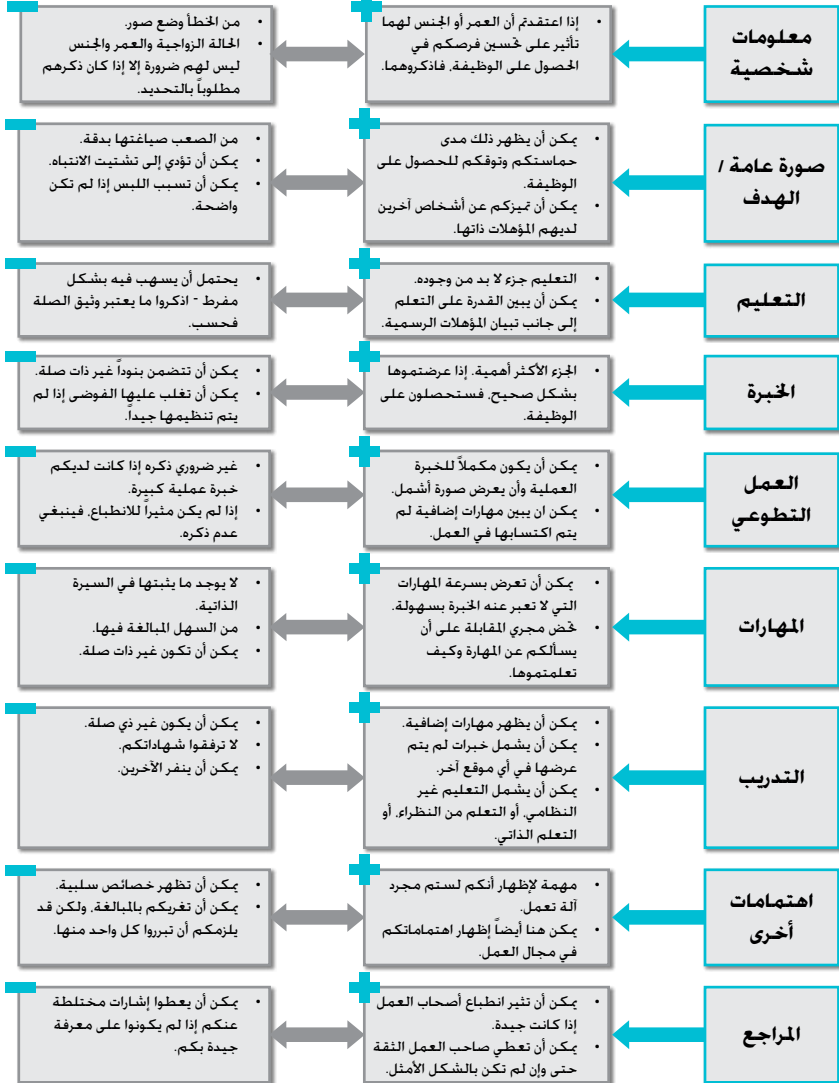 معلومات
شخصية
• إذا اعتقدتم أن العمر أو الجنس لهما
تأثير على تحسين فرصكم في
الحصول على الوظيفة، فاذكروهما.
• من الخطأ وضع صور.
• الحالة الزواجية والعمر والجنس
ليس لهم ضرورة إلا إذا كان ذكرهم
مطلوباً بالتحديد.
صورة عامة /
الهدف
• يمكن أن يظهر ذلك مدى
حماستكم وتوقكم للحصول على
الوظيفة.
• يمكن أن تميزكم عن أشخاص آخرين
لديهم المؤهلات ذاتها.
• من الصعب صياغتها بدقة.
• يمكن أن تؤدي إلى تشتيت الانتباه.
• يمكن أن تسبب اللبس إذا لم تكن
واضحة.
التعليم
• التعليم جزء لا بد من وجوده.
• يمكن أن يبين القدرة على التعلم
إلى جانب تبيان المؤهلات الرسمية.
• يحتمل أن يسهب فيه بشكل
مفرط - اذكروا ما يعتبر وثيق الصلة
فحسب.
الخبرة
• الجزء الأكثر أهمية. إذا عرضتموها
بشكل صحيح، فستحصلون على
الوظيفة.
• يمكن أن تتضمن بنوداً غير ذات صلة.
• يمكن أن تغلب عليها الفوضى إذا لم
يتم تنظيمها جيداً.
العمل
التطوعي
• يمكن أن يكون مكملاً للخبرة
العملية وأن يعرض صورة أشمل.
• يمكن ان يبين مهارات إضافية لم
يتم اكتسابها في العمل.
• غير ضروري ذكره إذا كانت لديكم
خبرة عملية كبيرة.
• إذا لم يكن مثيراً للانطباع، فينبغي
عدم ذكره.
المهارات
• يمكن أن تعرض بسرعة المهارات
التي لا تعبر عنه الخبرة بسهولة.
• تحض مجري المقابلة على أن
يسألكم عن المهارة وكيف
تعلمتموها.
• لا يوجد ما يثبتها في السيرة
الذاتية.
• من السهل المبالغة فيها.
• يمكن أن تكون غير ذات صلة.
التدريب
• يمكن أن يظهر مهارات إضافية.
• يمكن أن يشمل خبرات لم يتم
عرضها في أي موقع آخر.
• يمكن أن يشمل التعليم غير
النظامي، أو التعلم من النظراء، أو
التعلم الذاتي.
• يمكن أن يكون غير ذي صلة.
• لا ترفقوا شهاداتكم.
• يمكن أن ينفر الآخرين.
اهتمامات
أخرى
• مهمة لإظهار أنكم لستم مجرد
آلة تعمل.
• يمكن هنا أيضاً إظهار اهتماماتكم
في مجال العمل.
• يمكن أن تظهر خصائص سلبية.
• يمكن أن تغريكم بالمبالغة، ولكن قد
يلزمكم أن تبرروا كل واحد منها.
المراجع
• يمكن أن تثير انطباع أصحاب العمل
إذا كانت جيدة.
• يمكن أن تعطي صاحب العمل الثقة
حتى وإن لم تكن بالشكل الأمثل.
• يمكن أن يعطوا إشارات مختلطة
عنكم إذا لم يكونوا على معرفة
جيدة بكم.